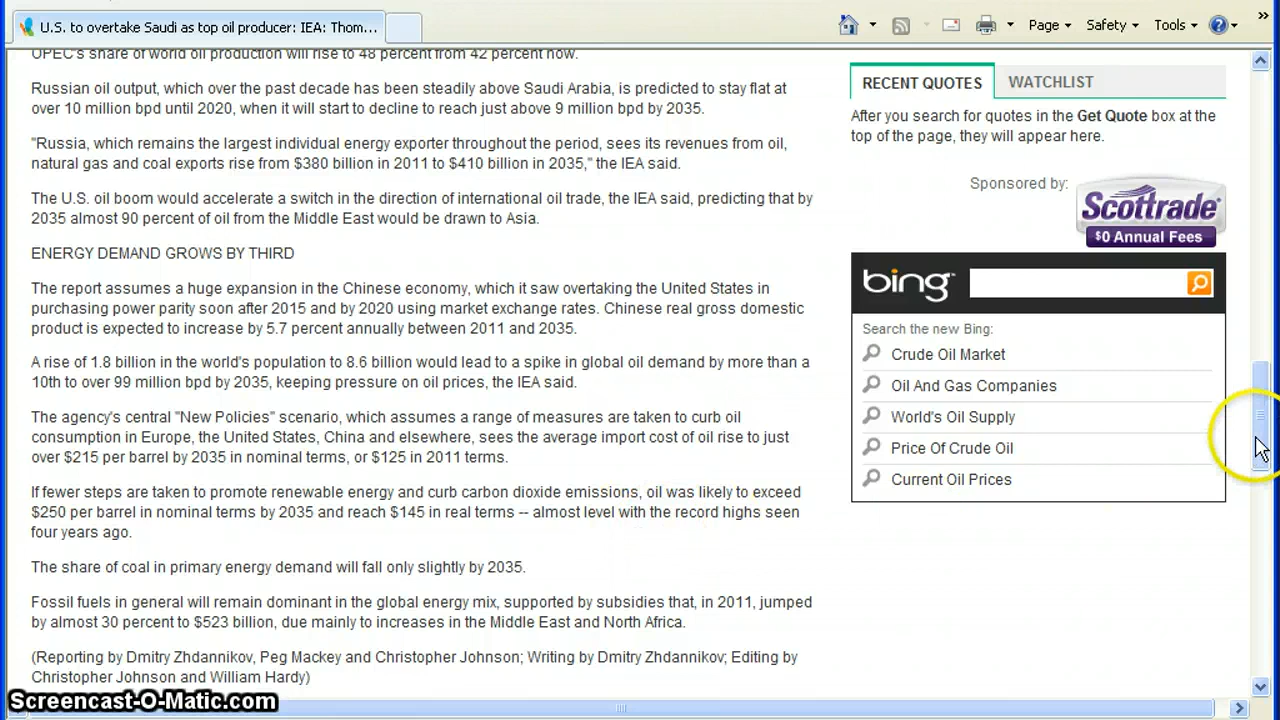 U.S. to overtake Saudi as top oil producer: IEA: Thom...
Page
Safety
Tools
OPEC's share of world oil production will rise to 48 percent from 42 percent now.
Russian oil output, which over the past decade has been steadily above Saudi Arabia, is predicted to stay flat at
over 10 million bpd until 2020, when it will start to decline to reach just above 9 million bpd by 2035.
"Russia, which remains the largest individual energy exporter throughout the period, sees its revenues from oil,
natural gas and coal exports rise from $380 billion in 2011 to $410 billion in 2035," the IEA said.
The U.S. oil boom would accelerate a switch in the direction of international oil trade, the IEA said, predicting that by
2035 almost 90 percent of oil from the Middle East would be drawn to Asia.
ENERGY DEMAND GROWS BY THIRD
The report assumes a huge expansion in the Chinese economy, which it saw overtaking the United States in
purchasing power parity soon after 2015 and by 2020 using market exchange rates. Chinese real gross domestic
product is expected to increase by 5.7 percent annually between 2011 and 2035.
A rise of 1.8 billion in the world's population to 8.6 billion would lead to a spike in global oil demand by more than a
10th to over 99 million bpd by 2035, keeping pressure on oil prices, the IEA said.
The agency's central "New Policies" scenario, which assumes a range of measures are taken to curb oil
consumption in Europe, the United States, China and elsewhere, sees the average import cost of oil rise to just
over $215 per barrel by 2035 in nominal terms, or $125 in 2011 terms.
If fewer steps are taken to promote renewable energy and curb carbon dioxide emissions, oil was likely to exceed
$250 per barrel in nominal terms by 2035 and reach $145 in real terms -- almost level with the record highs seen
four years ago.
The share of coal in primary energy demand will fall only slightly by 2035.
Fossil fuels in general will remain dominant in the global energy mix, supported by subsidies that, in 2011, jumped
by almost 30 percent to $523 billion, due mainly to increases in the Middle East and North Africa.
(Reporting by Dmitry Zhdannikov, Peg Mackey and Christopher Johnson; Writing by Dmitry Zhdannikov; Editing by
Christopher Johnson and William Hardy)
RECENT QUOTES
WATCHLIST
After you search for quotes in the Get Quote box at the
top of the page, they will appear here.
Sponsored by:
Scottrade
$0 Annual Fees
bing
Search the new Bing:
Crude Oil Market
Oil And Gas Companies
World's Oil Supply
Price Of Crude Oil
Current Oil Prices
Screencast-O-Matic.com